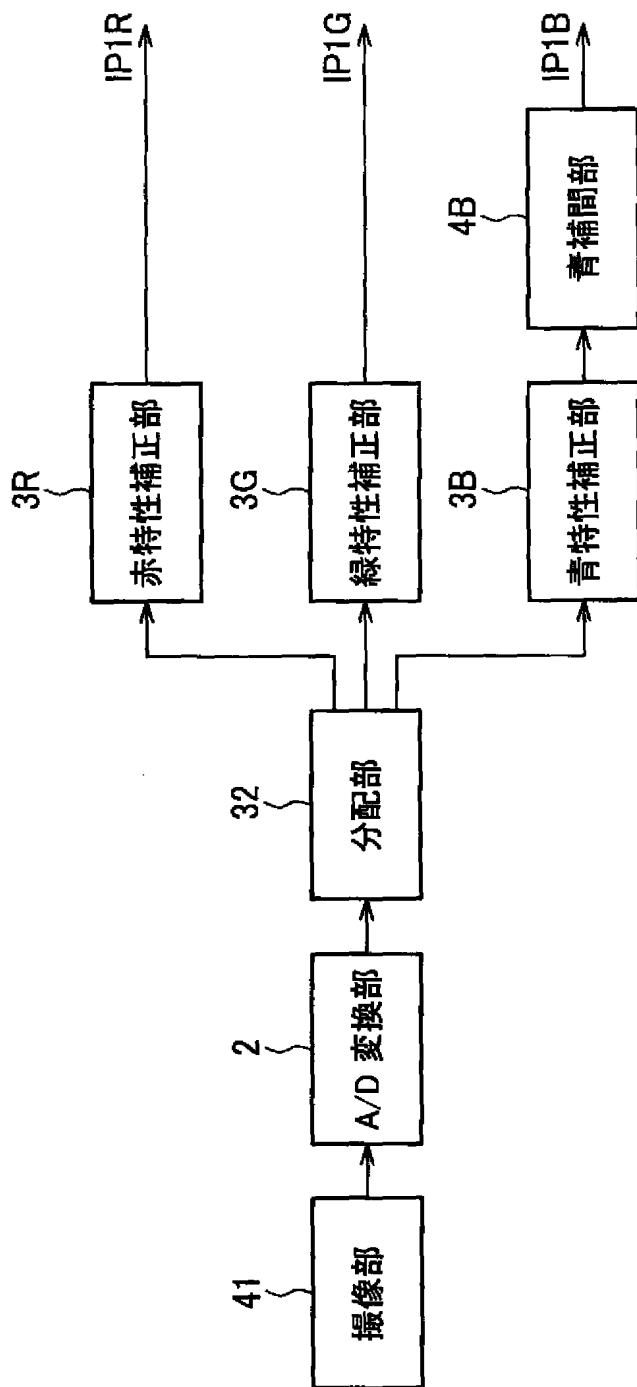 41
撮像部
2
A/D 変換部
32
分配部
3R
赤特性補正部
IP1R
3G
緑特性補正部
IP1G
3B
青特性補正部
4B
青補間部
IP1B